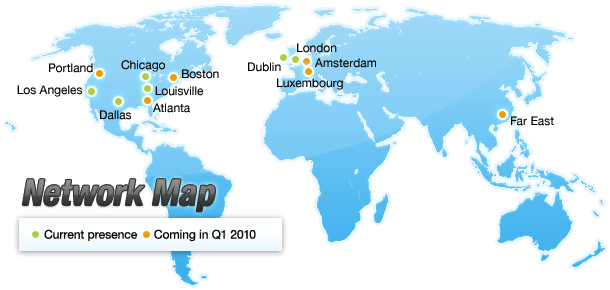 London
Chicago
Portland
Dublin
Amsterdam
Boston
Luxembourg
Los Angeles
Louisville
Atlanta
Dallas
Far East
Network Map
Current presence
Coming in Q1 2010